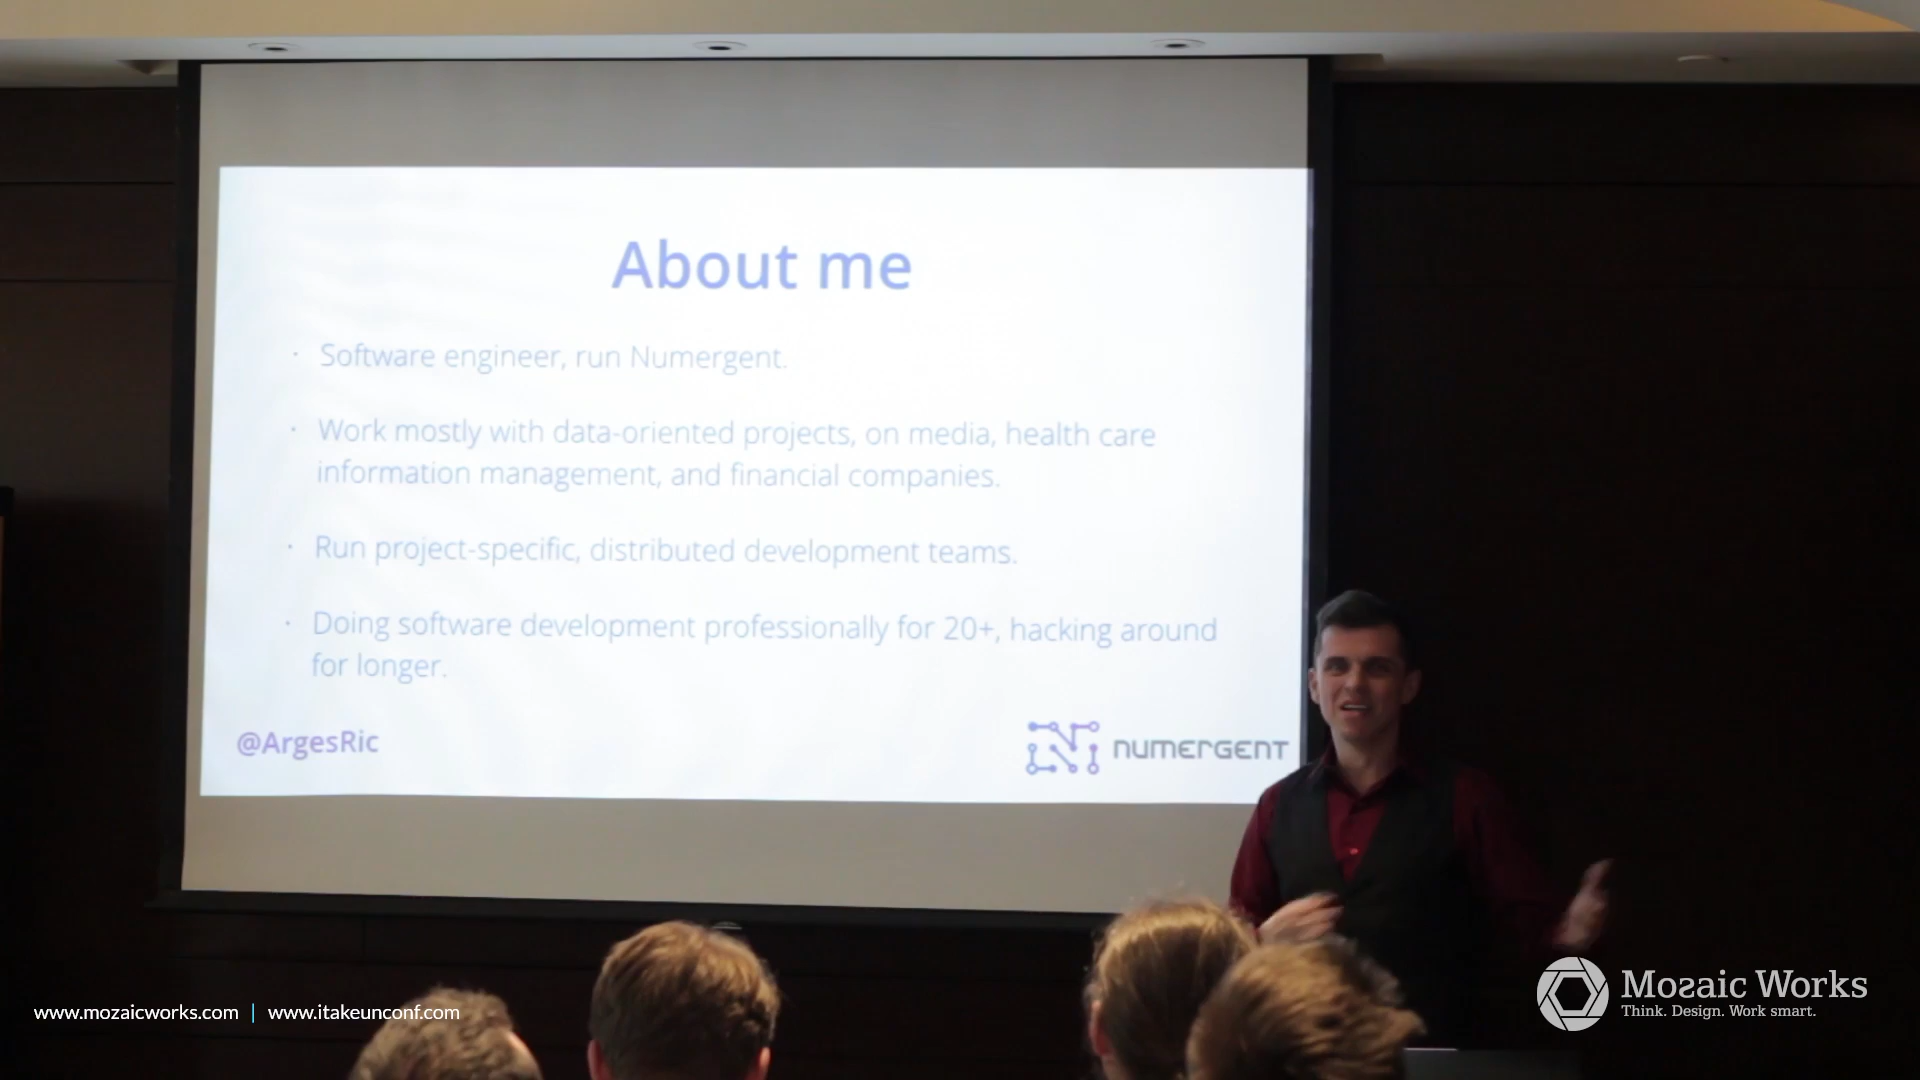 About me
· Software engineer, run Numergent.
· Work mostly with data-oriented projects, on media, health care
information management, and financial companies.
· Run project-specific, distributed development teams.
· Doing software development professionally for 20+, hacking around
for longer.
@ArgesRic
NUMERGENT
www.mozaicworks.com | www.itakeunconf.com
Mozaic Works
Think. Design. Work smart.